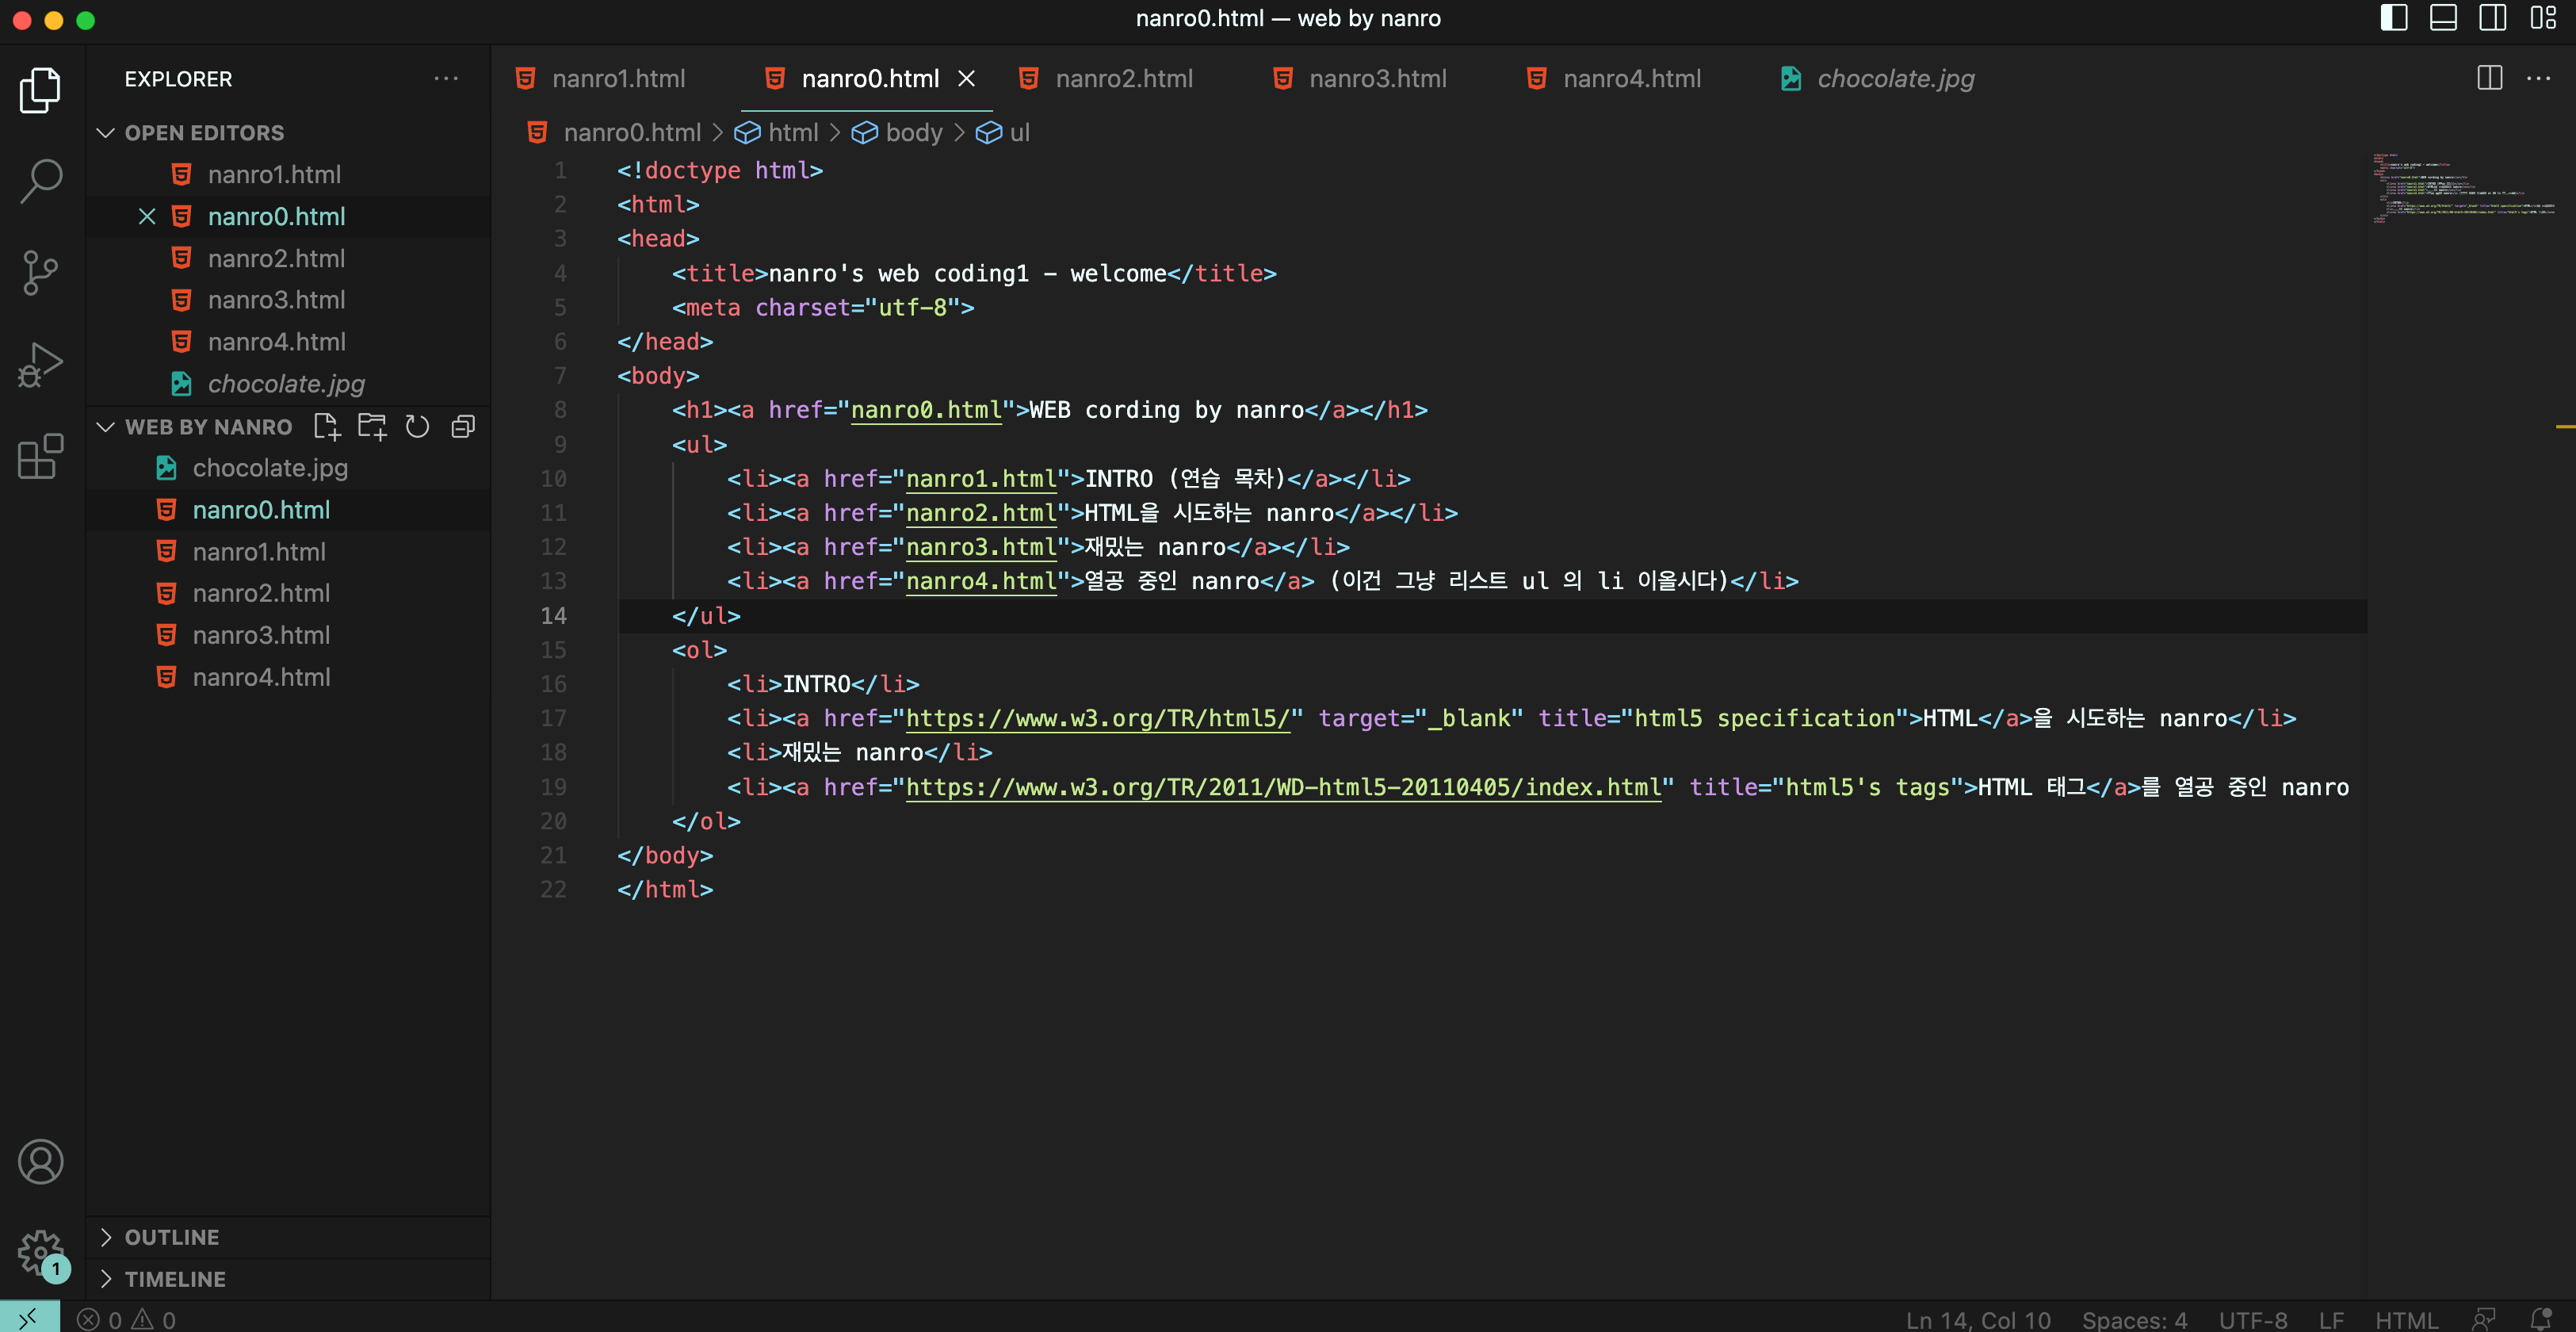 nanro0.html — web by nanro
EXPLORER
OPEN EDITORS
nanro1.html
nanro0.html
nanro2.html
nanro3.html
nanro4.html
chocolate.jpg
WEB BY NANRO
chocolate.jpg
nanro0.html
nanro1.html
nanro2.html
nanro3.html
nanro4.html
OUTLINE
TIMELINE
nanro1.html nanro0.html nanro2.html nanro3.html nanro4.html chocolate.jpg
nanro0.html > html > body > ul
1 <!doctype html>
2 <html>
3 <head>
4 <title>nanro's web coding1 - welcome</title>
5 <meta charset="utf-8">
6 </head>
7 <body>
8 <h1><a href="nanro0.html">WEB cording by nanro</a></h1>
9 <ul>
10 <li><a href="nanro1.html">INTRO (연습 목차)</a></li>
11 <li><a href="nanro2.html">HTML을 시도하는 nanro</a></li>
12 <li><a href="nanro3.html">재밌는 nanro</a></li>
13 <li><a href="nanro4.html">열공 중인 nanro</a> (이건 그냥 리스트 ul 의 li 이올시다)</li>
14 </ul>
15 <ol>
16 <li>INTRO</li>
17 <li><a href="https://www.w3.org/TR/html5/" target="_blank" title="html5 specification">HTML</a>을 시도하는 nanro</li>
18 <li>재밌는 nanro</li>
19 <li><a href="https://www.w3.org/TR/2011/WD-html5-20110405/index.html" title="html5's tags">HTML 태그</a>를 열공 중인 nanro
20 </ol>
21 </body>
22 </html>
1
0 0
Ln 14, Col 10 Spaces: 4 UTF-8 LF HTML